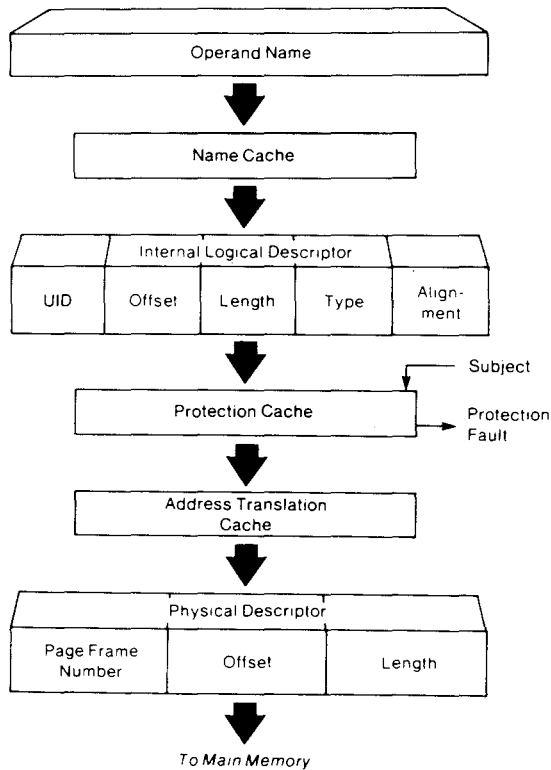 Operand Name
Name Cache
Internal Logical Descriptor
UID
Offset
Length
Type
Align-
ment
Subject
Protection Cache
Protection
Fault
Address Translation
Cache
Physical Descriptor
Page Frame
Number
Offset
Length
To Main Memory